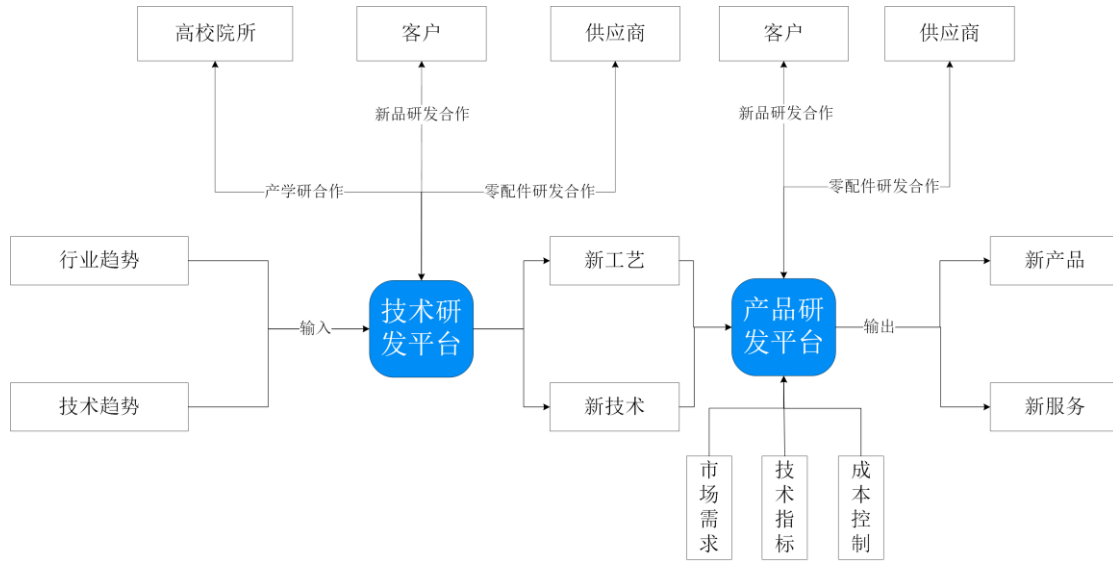 高校院所
客户
供应商
客户
供应商
新品研发合作
新品研发合作
产学研合作
零配件研发合作
零配件研发合作
行业趋势
新工艺
新产品
技术研
发平台
产品研
发平台
输入
输出
技术趋势
新技术
新服务
市场需求
技术指标
成本控制